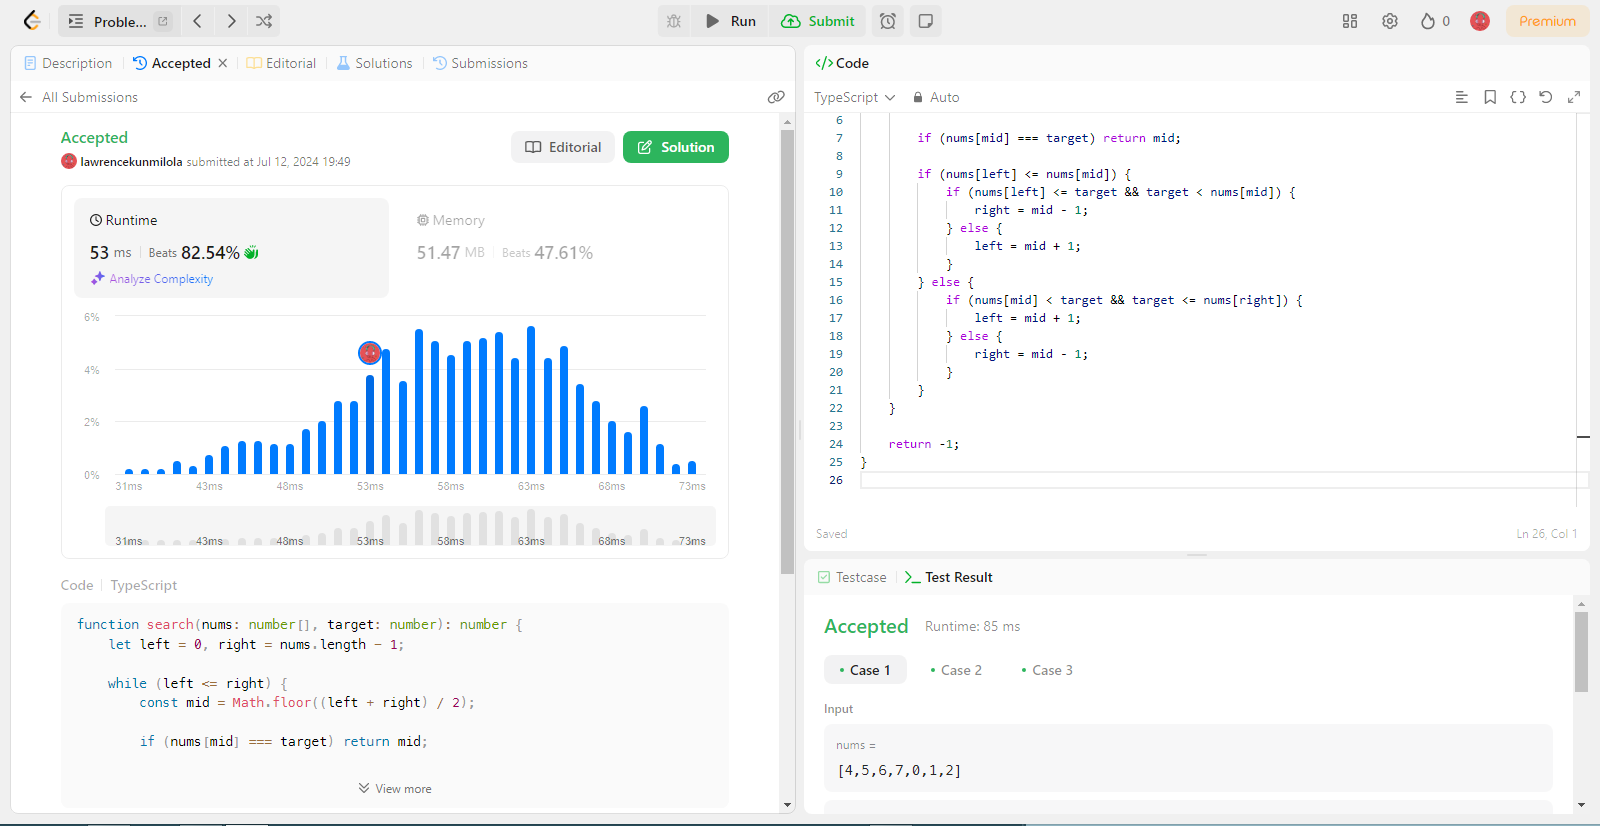 Proble...
Run
Submit
0
Premium
Description
Accepted
Editorial
Solutions
Submissions
All Submissions
Accepted
lawrencekunmilola submitted at Jul 12, 2024 19:49
Editorial
Solution
Runtime
53 ms Beats 82.54%
Analyze Complexity
Memory
51.47 MB Beats 47.61%
6%
4%
2%
0%
31ms 43ms 48ms 53ms 58ms 63ms 68ms 73ms
31ms 43ms 48ms 53ms 58ms 63ms 68ms 73ms
Code TypeScript
function search(nums: number[], target: number): number {
let left = 0, right = nums.length - 1;
while (left <= right) {
const mid = Math.floor((left + right) / 2);
if (nums[mid] === target) return mid;
View more
</> Code
TypeScript Auto
6
7 if (nums[mid] === target) return mid;
8
9 if (nums[left] <= nums[mid]) {
10 if (nums[left] <= target && target < nums[mid]) {
11 right = mid - 1;
12 } else {
13 left = mid + 1;
14 }
15 } else {
16 if (nums[mid] < target && target <= nums[right]) {
17 left = mid + 1;
18 } else {
19 right = mid - 1;
20 }
21 }
22 }
23
24 return -1;
25 }
26
Saved
Ln 26, Col 1
Testcase
Test Result
Accepted Runtime: 85 ms
Case 1 Case 2 Case 3
Input
nums =
[4,5,6,7,0,1,2]